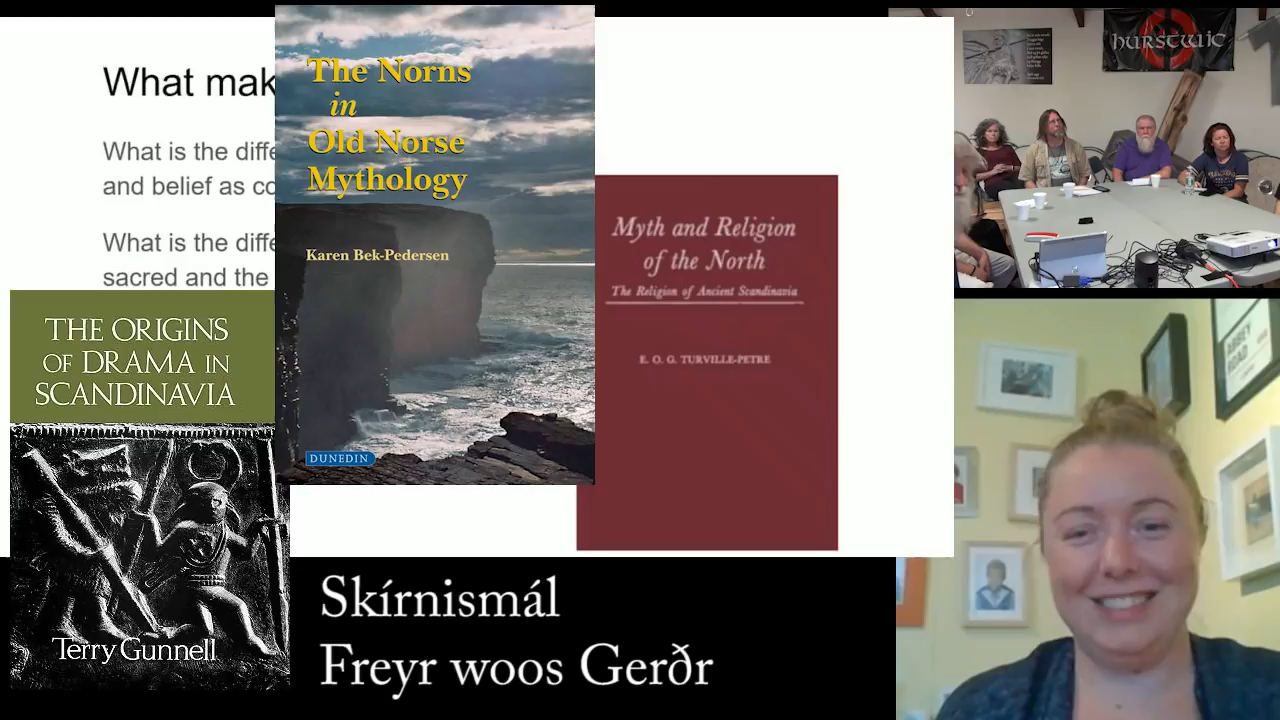 What mak
What is the diffe
and belief as co
What is the diffe
sacred and the
The Norns
in
Old Norse
Mythology
Karen Bek-Pedersen
DUNEDIN
Myth and Religion
of the North
The Religion of Ancient Scandinavia
E. O. G. TURVILLE-PETRE
THE ORIGINS
OF DRAMA IN
SCANDINAVIA
Terry Gunnell
Skírnismál
Freyr woos Gerðr
hurstwic
ABBEY
ROAD